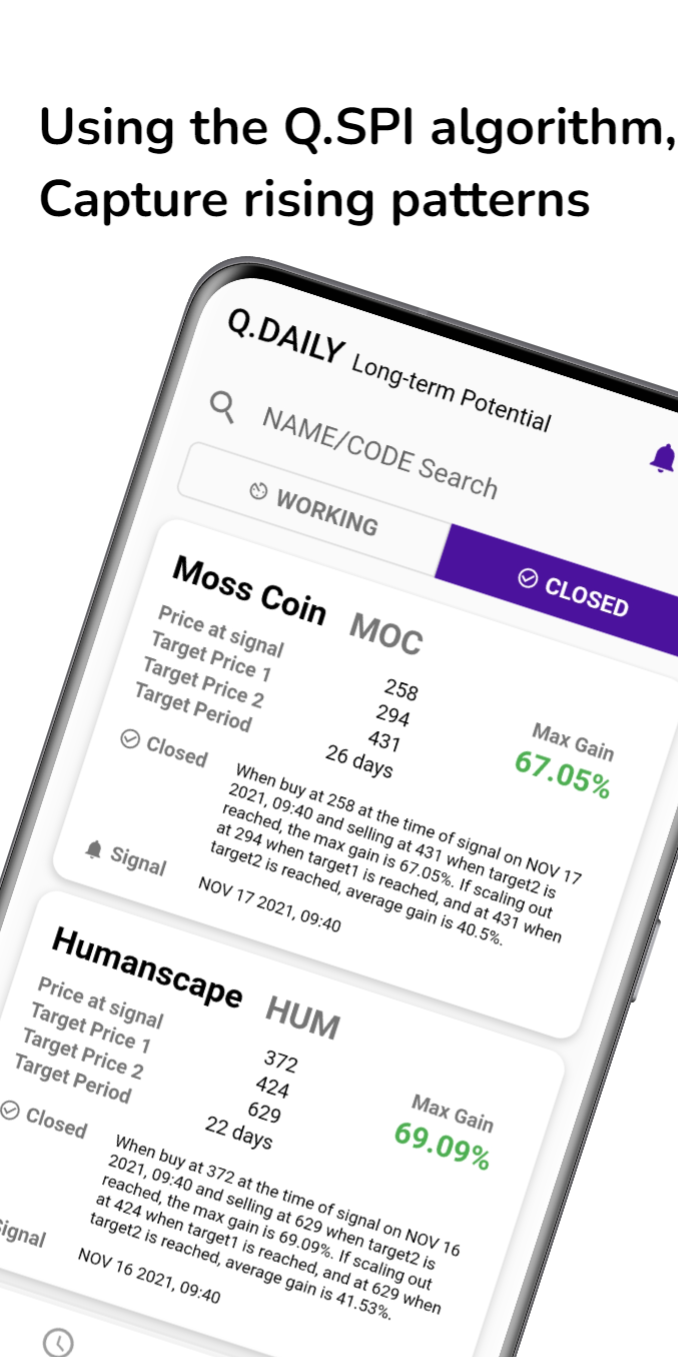 Using the Q.SPI algorithm,
Capture rising patterns
Q.DAILY Long-term Potential
NAME/CODE Search
WORKING
CLOSED
Moss Coin MOC
Price at signal 258
Target Price 1 294
Target Price 2 431
Target Period 26 days
Max Gain
67.05%
Closed
When buy at 258 at the time of signal on NOV 17
2021, 09:40 and selling at 431 when target2 is
reached, the max gain is 67.05%. If scaling out
at 294 when target1 is reached, and at 431 when
target2 is reached, average gain is 40.5%.
Signal NOV 17 2021, 09:40
Humanscape HUM
Price at signal 372
Target Price 1 424
Target Price 2 629
Target Period 22 days
Max Gain
69.09%
Closed
When buy at 372 at the time of signal on NOV 16
2021, 09:40 and selling at 629 when target2 is
reached, the max gain is 69.09%. If scaling out
at 424 when target1 is reached, and at 629 when
target2 is reached, average gain is 41.53%.
Signal NOV 16 2021, 09:40